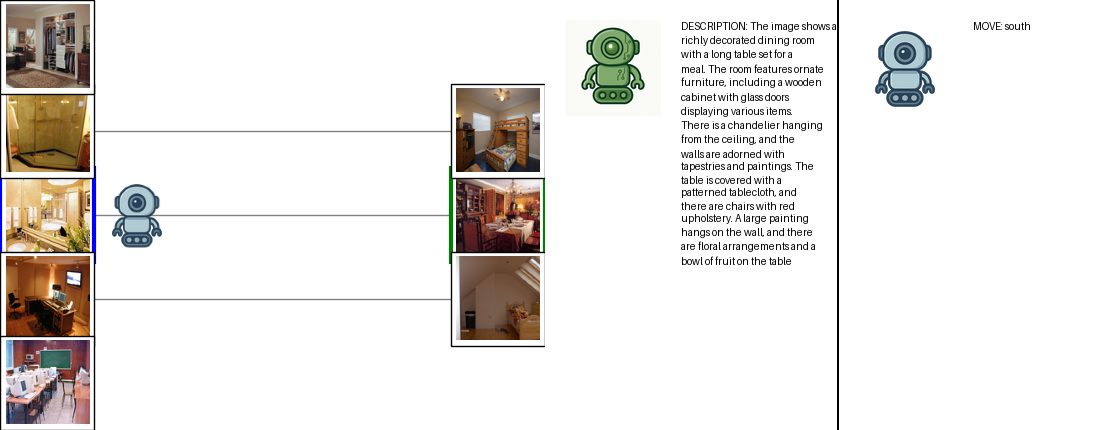 DESCRIPTION: The image shows a
richly decorated dining room
with a long table set for a
meal. The room features ornate
furniture, including a wooden
cabinet with glass doors
displaying various items.
There is a chandelier hanging
from the ceiling, and the
walls are adorned with
tapestries and paintings. The
table is covered with a
patterned tablecloth, and
there are chairs with red
upholstery. A large painting
hangs on the wall, and there
are floral arrangements and a
bowl of fruit on the table
MOVE: south